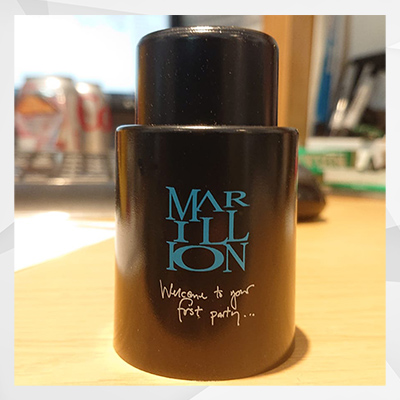 MAR
ILL
ION
Welcome to your
first party...